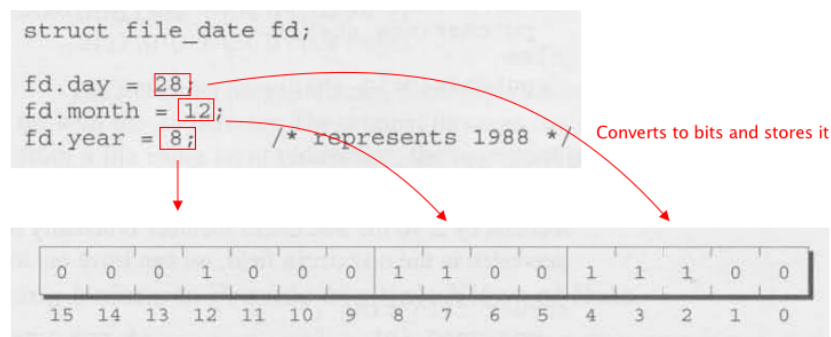 struct file_date fd;
fd.day = 28;
fd.month = 12;
fd.year = 8; /* represents 1988 */
Converts to bits and stores it
0 0 0 1 0 0 0 1 1 0 0 1 1 1 0 0
15 14 13 12 11 10 9 8 7 6 5 4 3 2 1 0